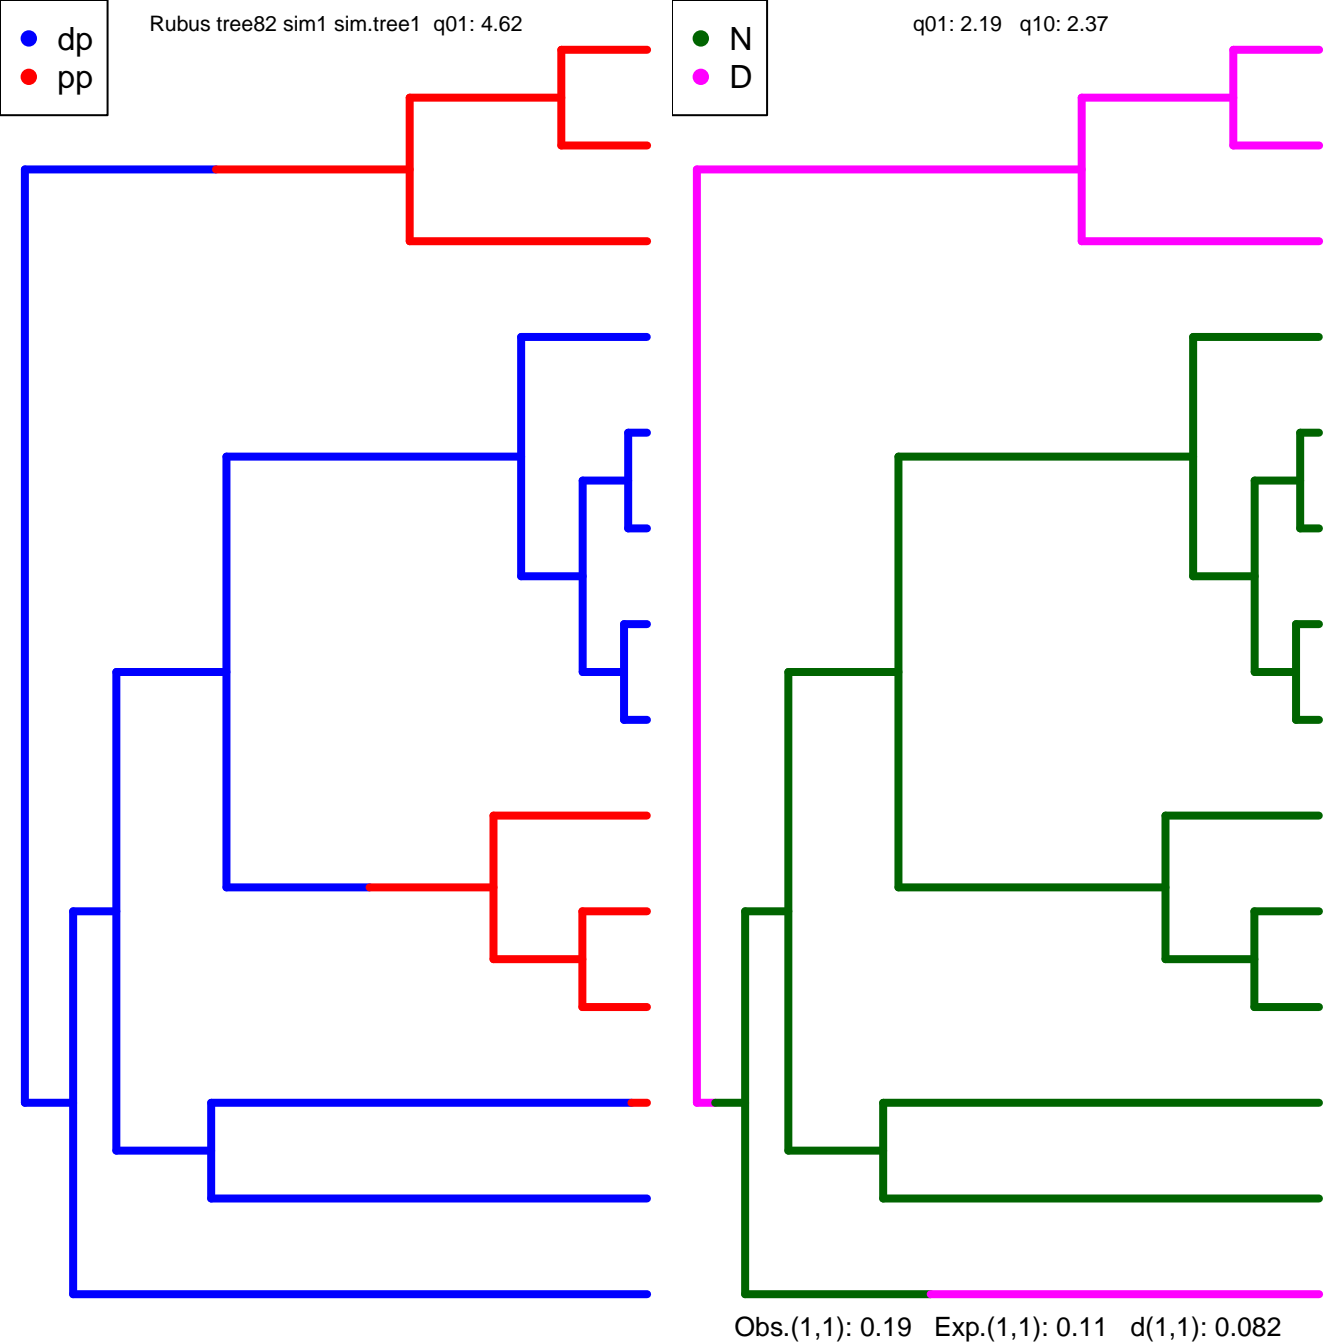 Rubus tree82 sim1 sim.tree1 q01: 4.62
dp
pp
q01: 2.19 q10: 2.37
N
D
Obs.(1,1): 0.19 Exp.(1,1): 0.11 d(1,1): 0.082